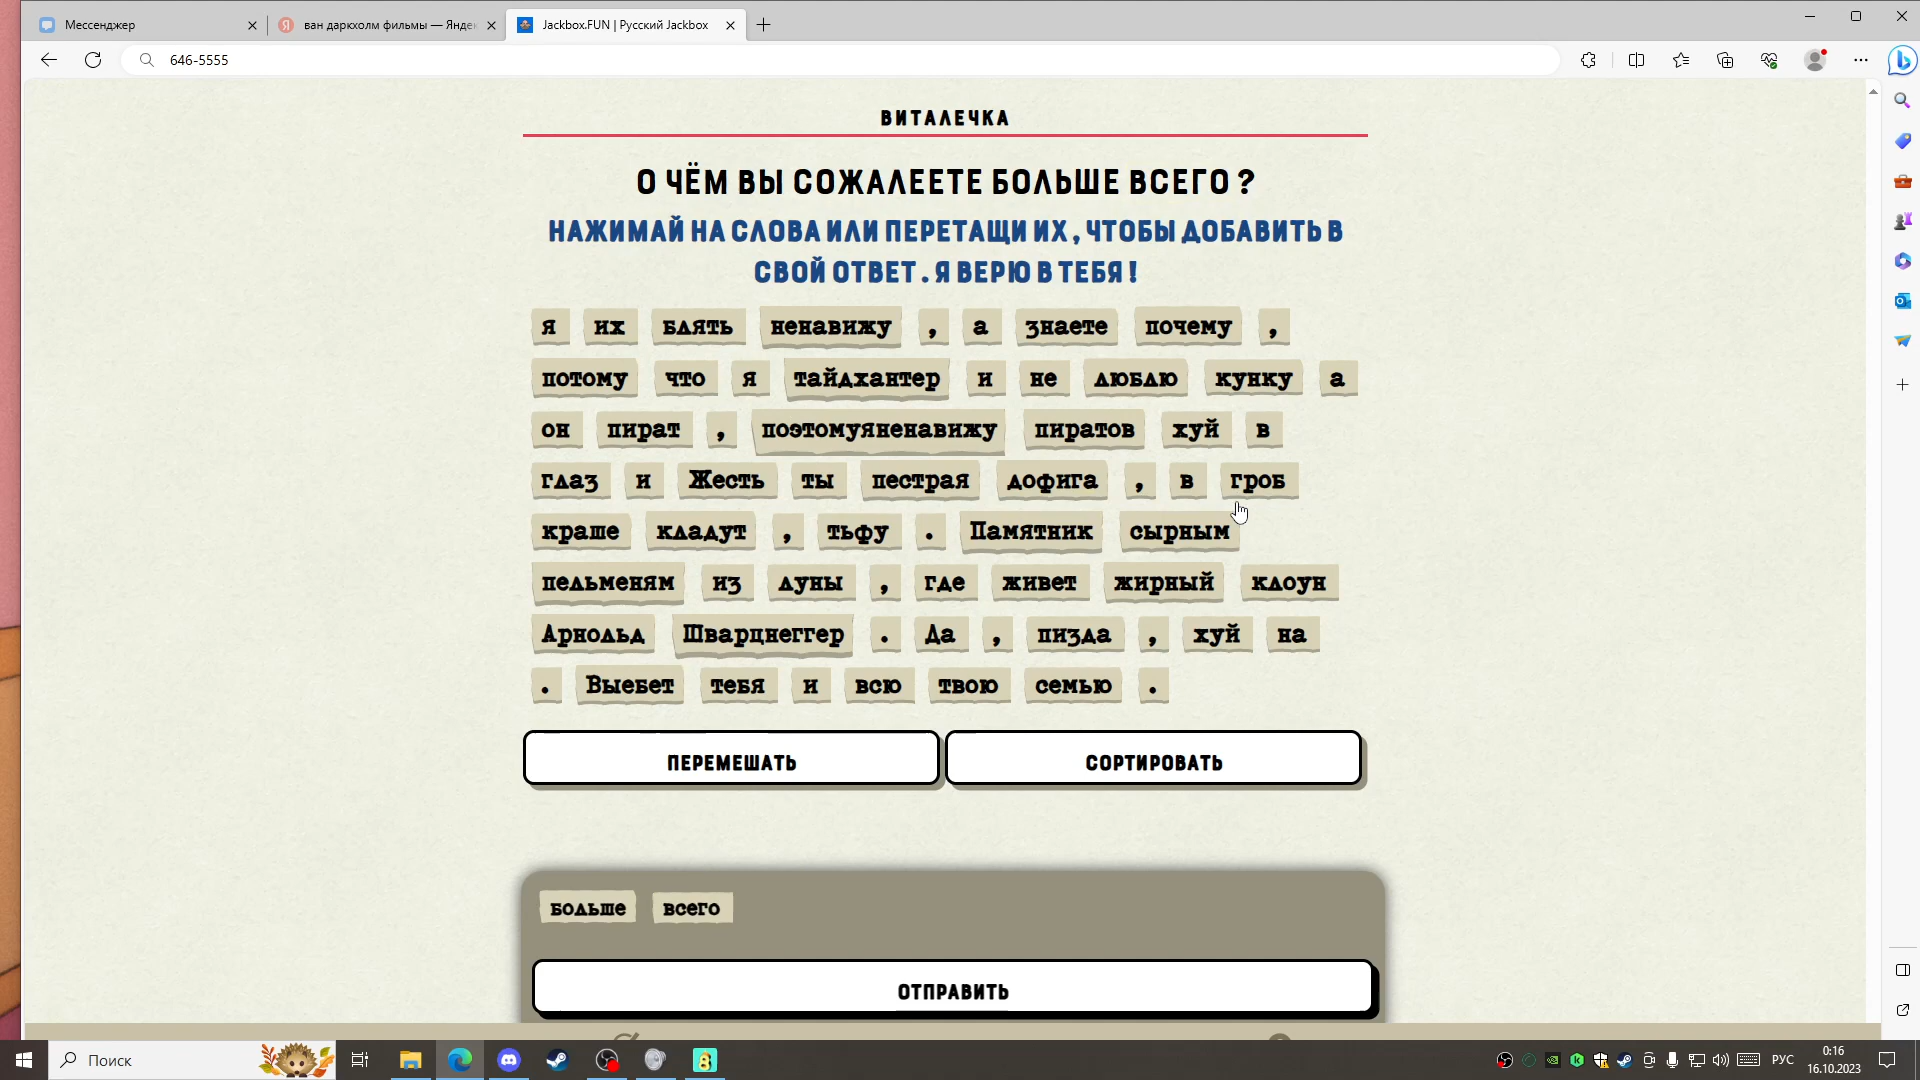 Мессенджер
ван даркхолм фильмы — Янде
Jackbox.FUN | Русский Jackbox
646-5555
ВИТАЛЕЧКА
О ЧЁМ ВЫ СОЖАЛЕЕТЕ БОЛЬШЕ ВСЕГО ?
НАЖИМАЙ НА СЛОВА ИЛИ ПЕРЕТАЩИ ИХ , ЧТОБЫ ДОБАВИТЬ В
СВОЙ ОТВЕТ . Я ВЕРЮ В ТЕБЯ !
я их блять ненавижу , а знаете почему ,
потому что я тайдхантер и не люблю кунку а
он пират , поэтомуяненавижу пиратов хуй в
глаз и Жесть ты пестрая дофига , в гроб
краше кладут , тьфу . Памятник сырным
пельменям из луны , где живет жирный клоун
Арнольд Шварцнеггер . Да , пизда , хуй на
. Выебет тебя и всю твою семью .
ПЕРЕМЕШАТЬ СОРТИРОВАТЬ
больше всего
ОТПРАВИТЬ
Поиск
РУС
0:16
16.10.2023